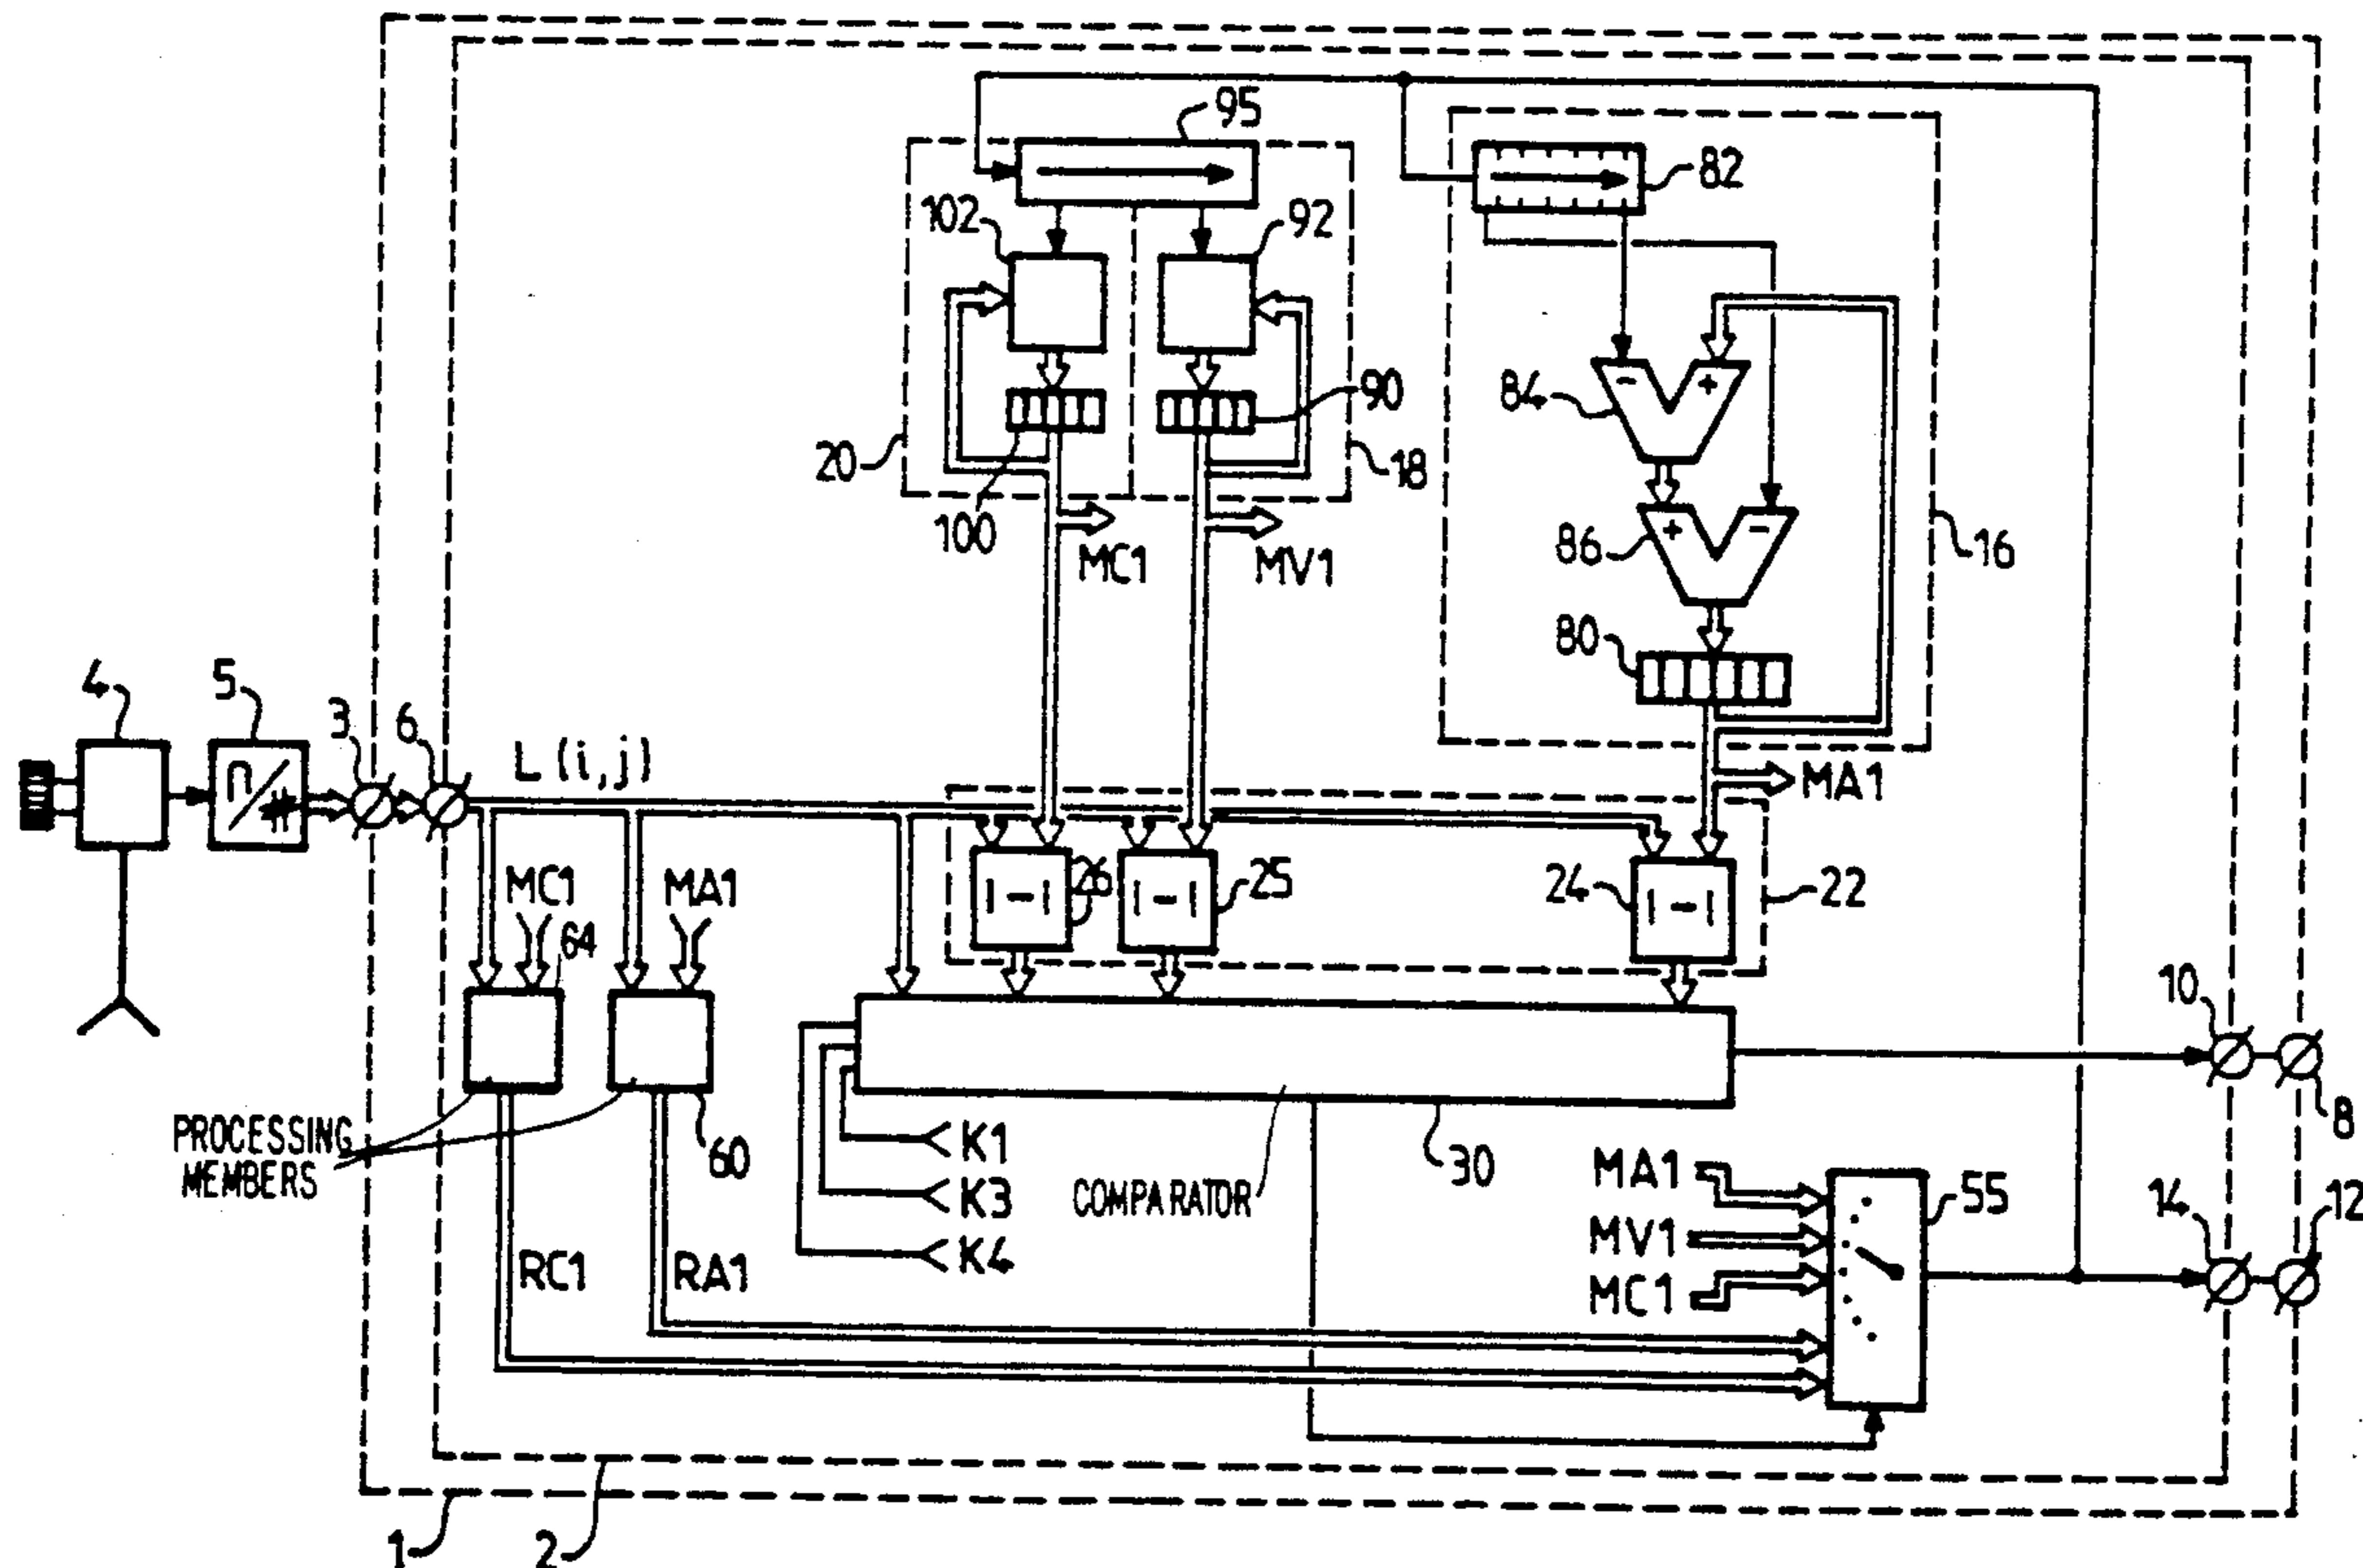 95
82
102
92
84
90
20
18
100
86
16
MC1
MV1
80
4
5
3
6
L (i,j)
MA1
MC1
MA1
26
25
24
22
64
10
PROCESSING
MEMBERS
60
K1
30
8
K3
COMPARATOR
MA1
55
14
12
K4
MV1
RC1
RA1
MC1
1
2
- +
+ -
|-|
|-|
|-|